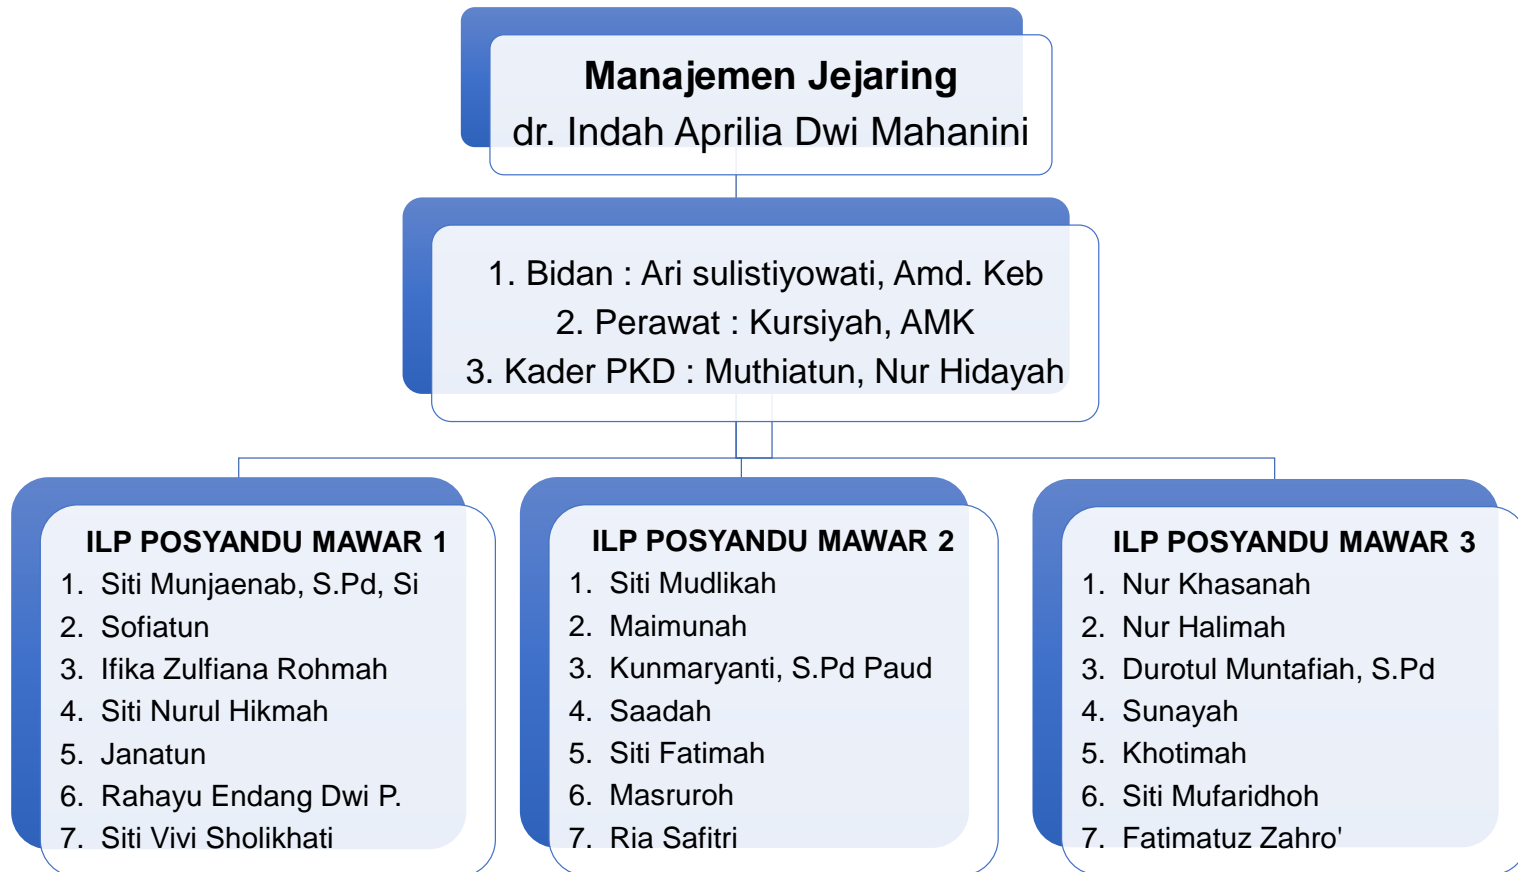 Manajemen Jejaring
dr. Indah Aprilia Dwi Mahanini
1. Bidan : Ari sulistiyowati, Amd. Keb
2. Perawat : Kursiyah, AMK
3. Kader PKD : Muthiatun, Nur Hidayah
ILP POSYANDU MAWAR 1
1. Siti Munjaenab, S.Pd, Si
2. Sofiatun
3. Ifika Zulfiana Rohmah
4. Siti Nurul Hikmah
5. Janatun
6. Rahayu Endang Dwi P.
7. Siti Vivi Sholikhati
ILP POSYANDU MAWAR 2
1. Siti Mudlikah
2. Maimunah
3. Kunmaryanti, S.Pd Paud
4. Saadah
5. Siti Fatimah
6. Masruroh
7. Ria Safitri
ILP POSYANDU MAWAR 3
1. Nur Khasanah
2. Nur Halimah
3. Durotul Muntafiah, S.Pd
4. Sunayah
5. Khotimah
6. Siti Mufaridhoh
7. Fatimatuz Zahro'